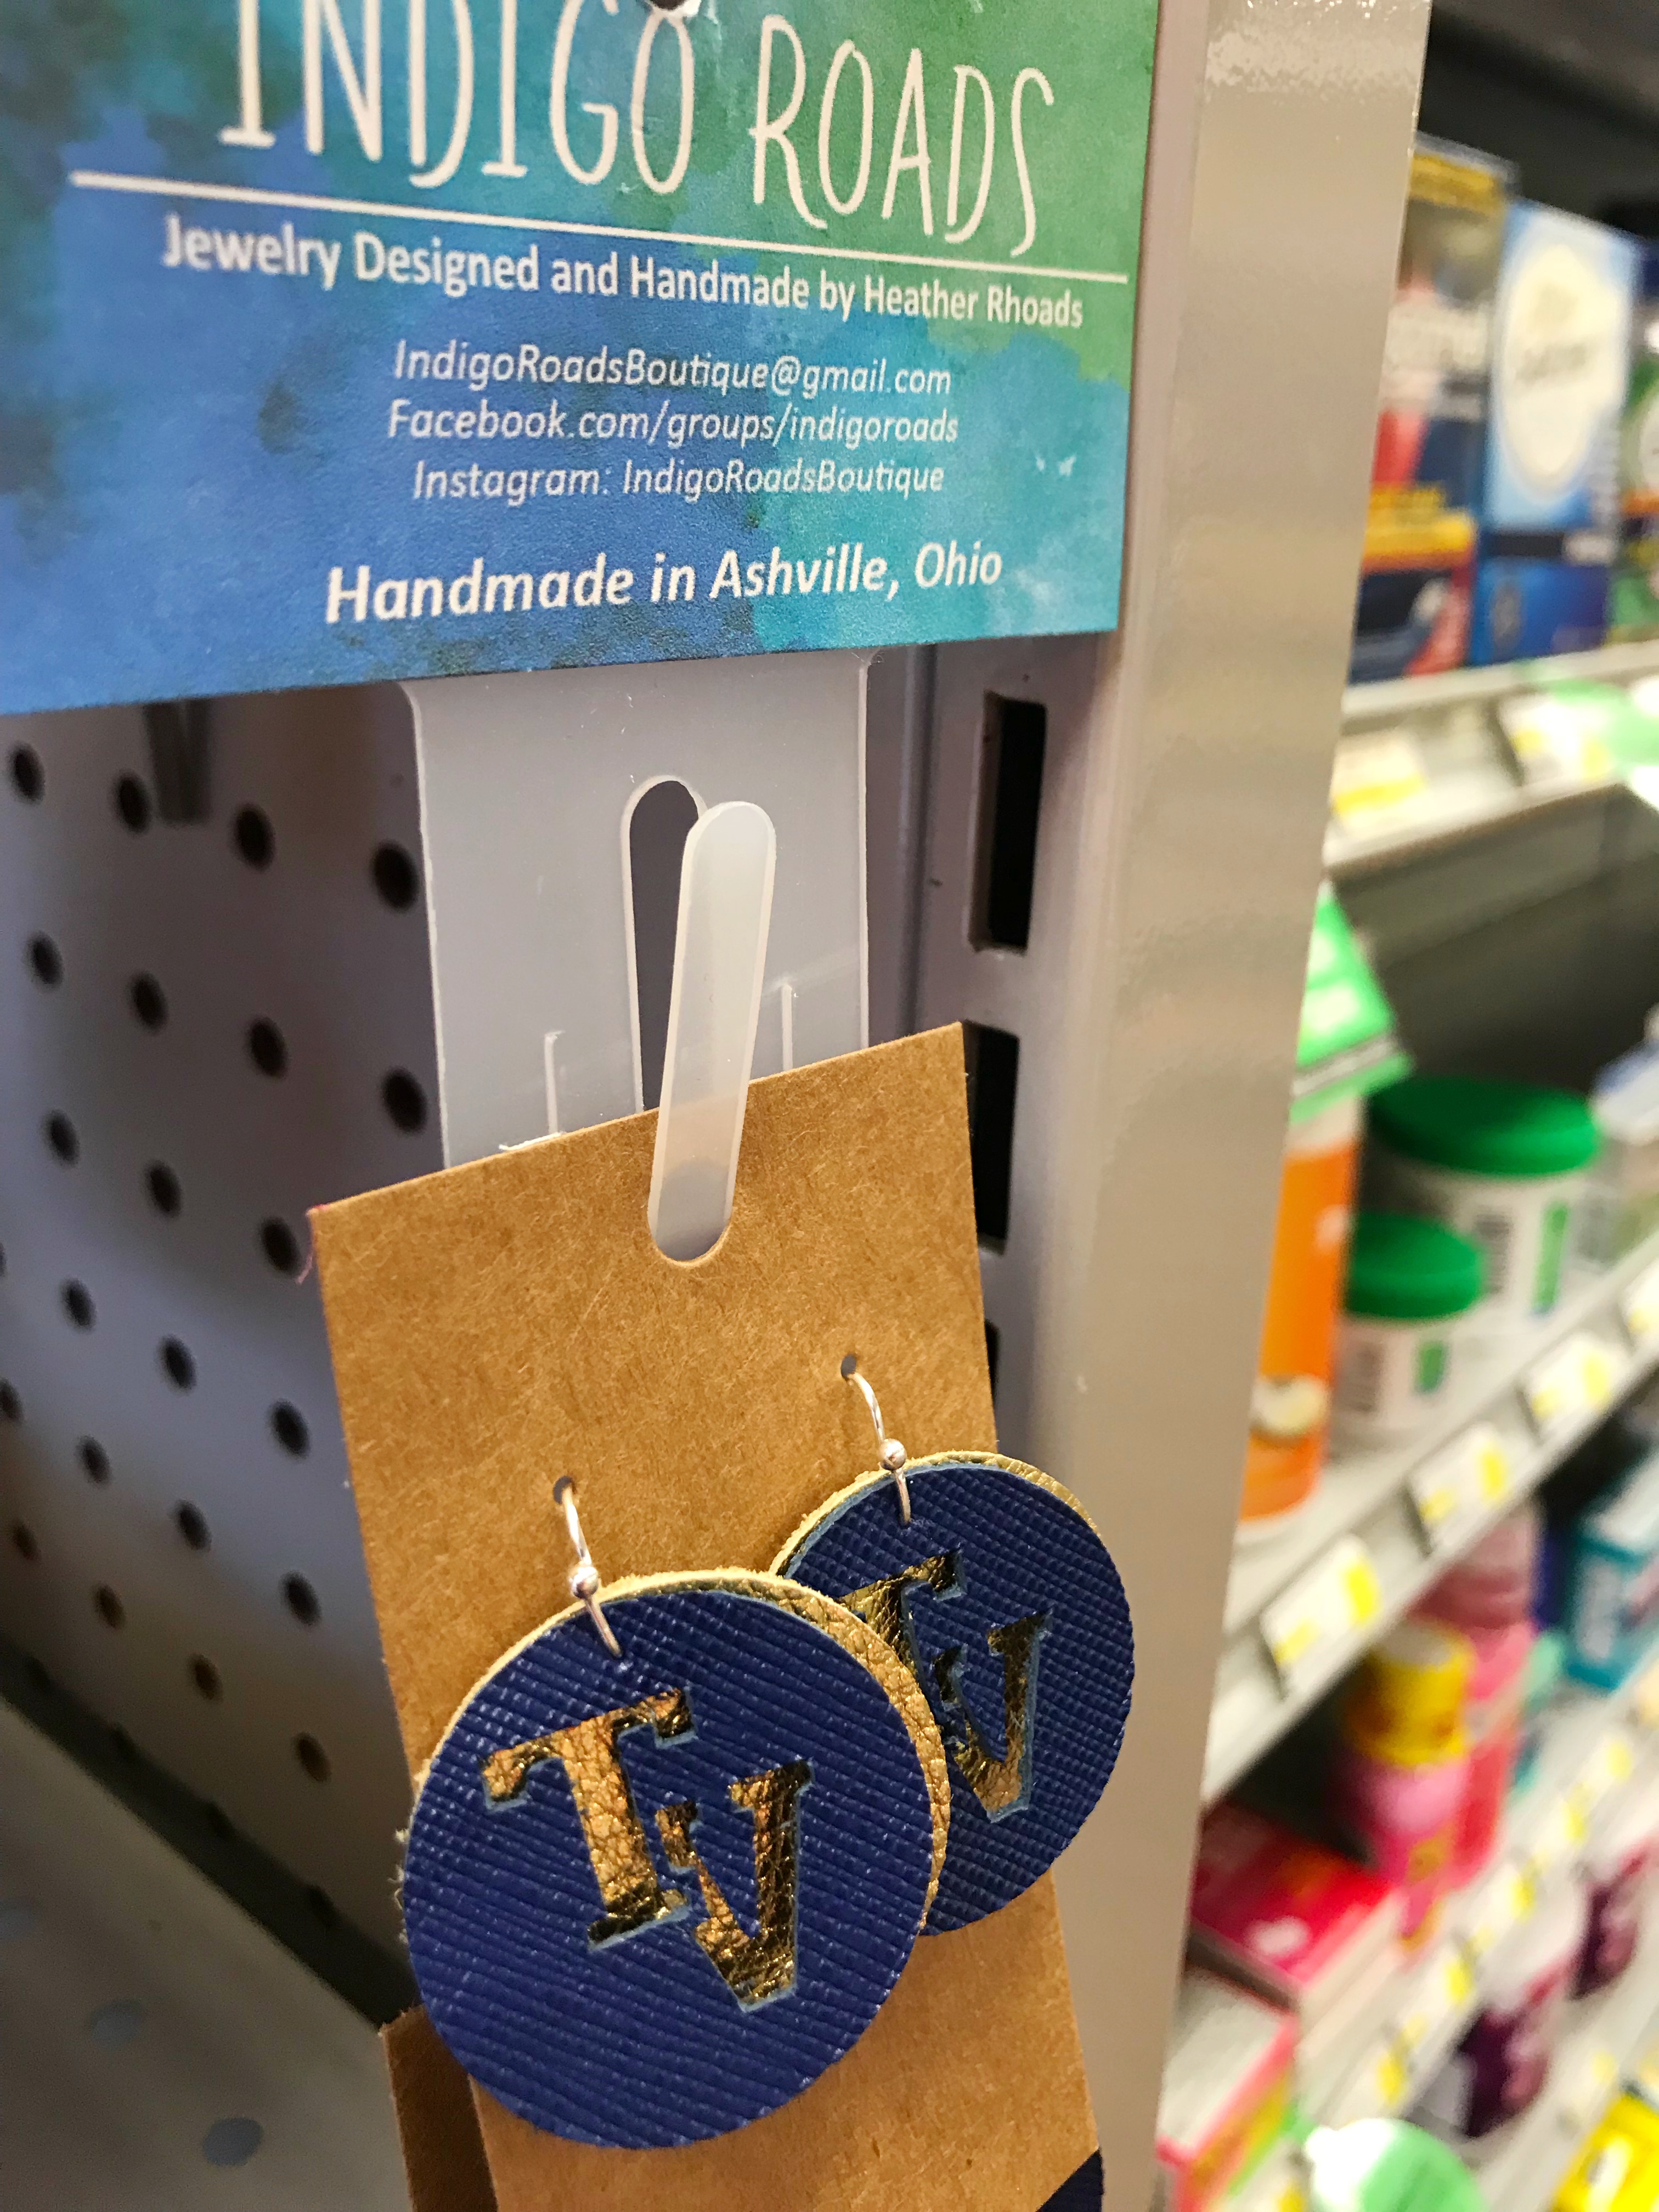 INDIGO ROADS
Jewelry Designed and Handmade by Heather Rhoads
IndigoRoadsBoutique@gmail.com
Facebook.com/groups/indigoroads
Instagram: IndigoRoadsBoutique
Handmade in Ashville, Ohio
TV
TV